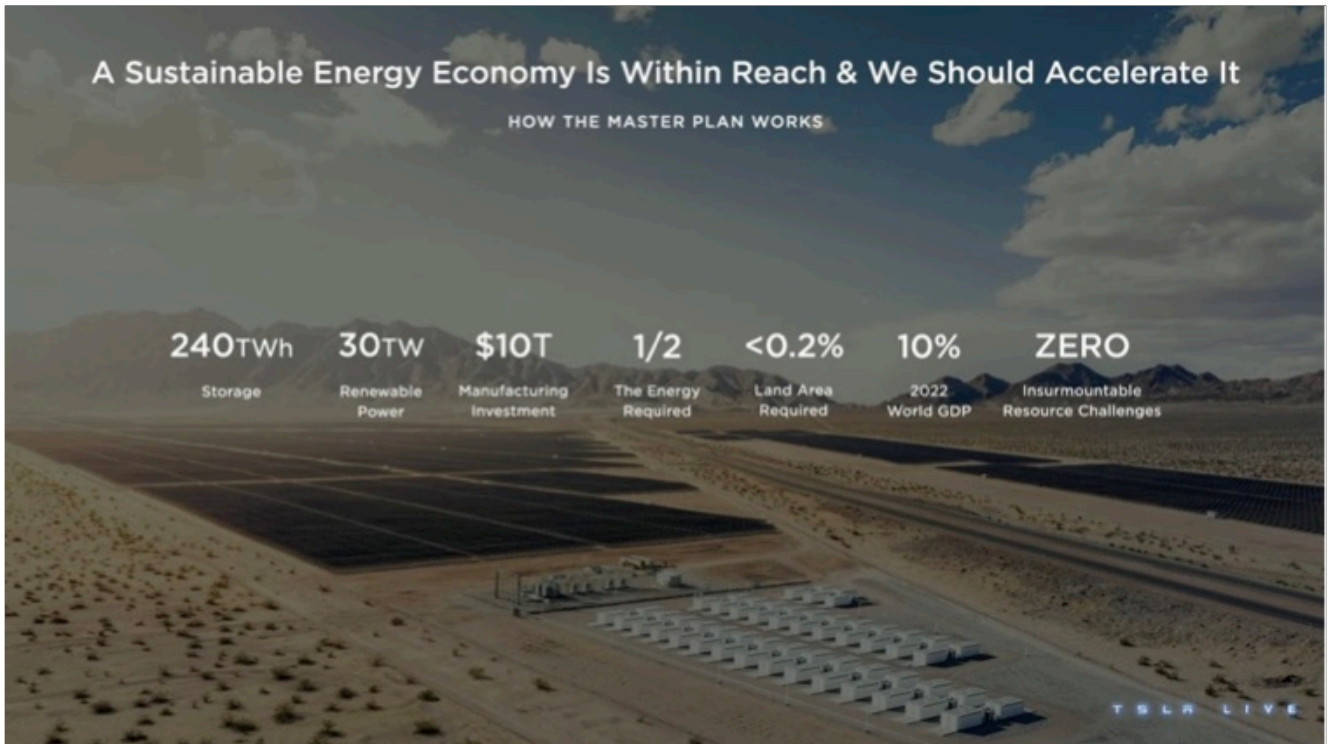 A Sustainable Energy Economy Is Within Reach & We Should Accelerate It
HOW THE MASTER PLAN WORKS
240TWh
Storage
30TW
Renewable
Power
$10T
Manufacturing
Investment
1/2
The Energy
Required
<0.2%
Land Area
Required
10%
2022
World GDP
ZERO
Insurmountable
Resource Challenges
TSLA LIVE